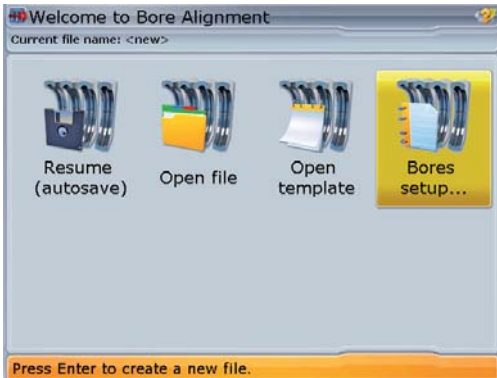 Welcome to Bore Alignment
Current file name: <new>
Resume
(autosave)
Open file
Open
template
Bores
setup...
Press Enter to create a new file.